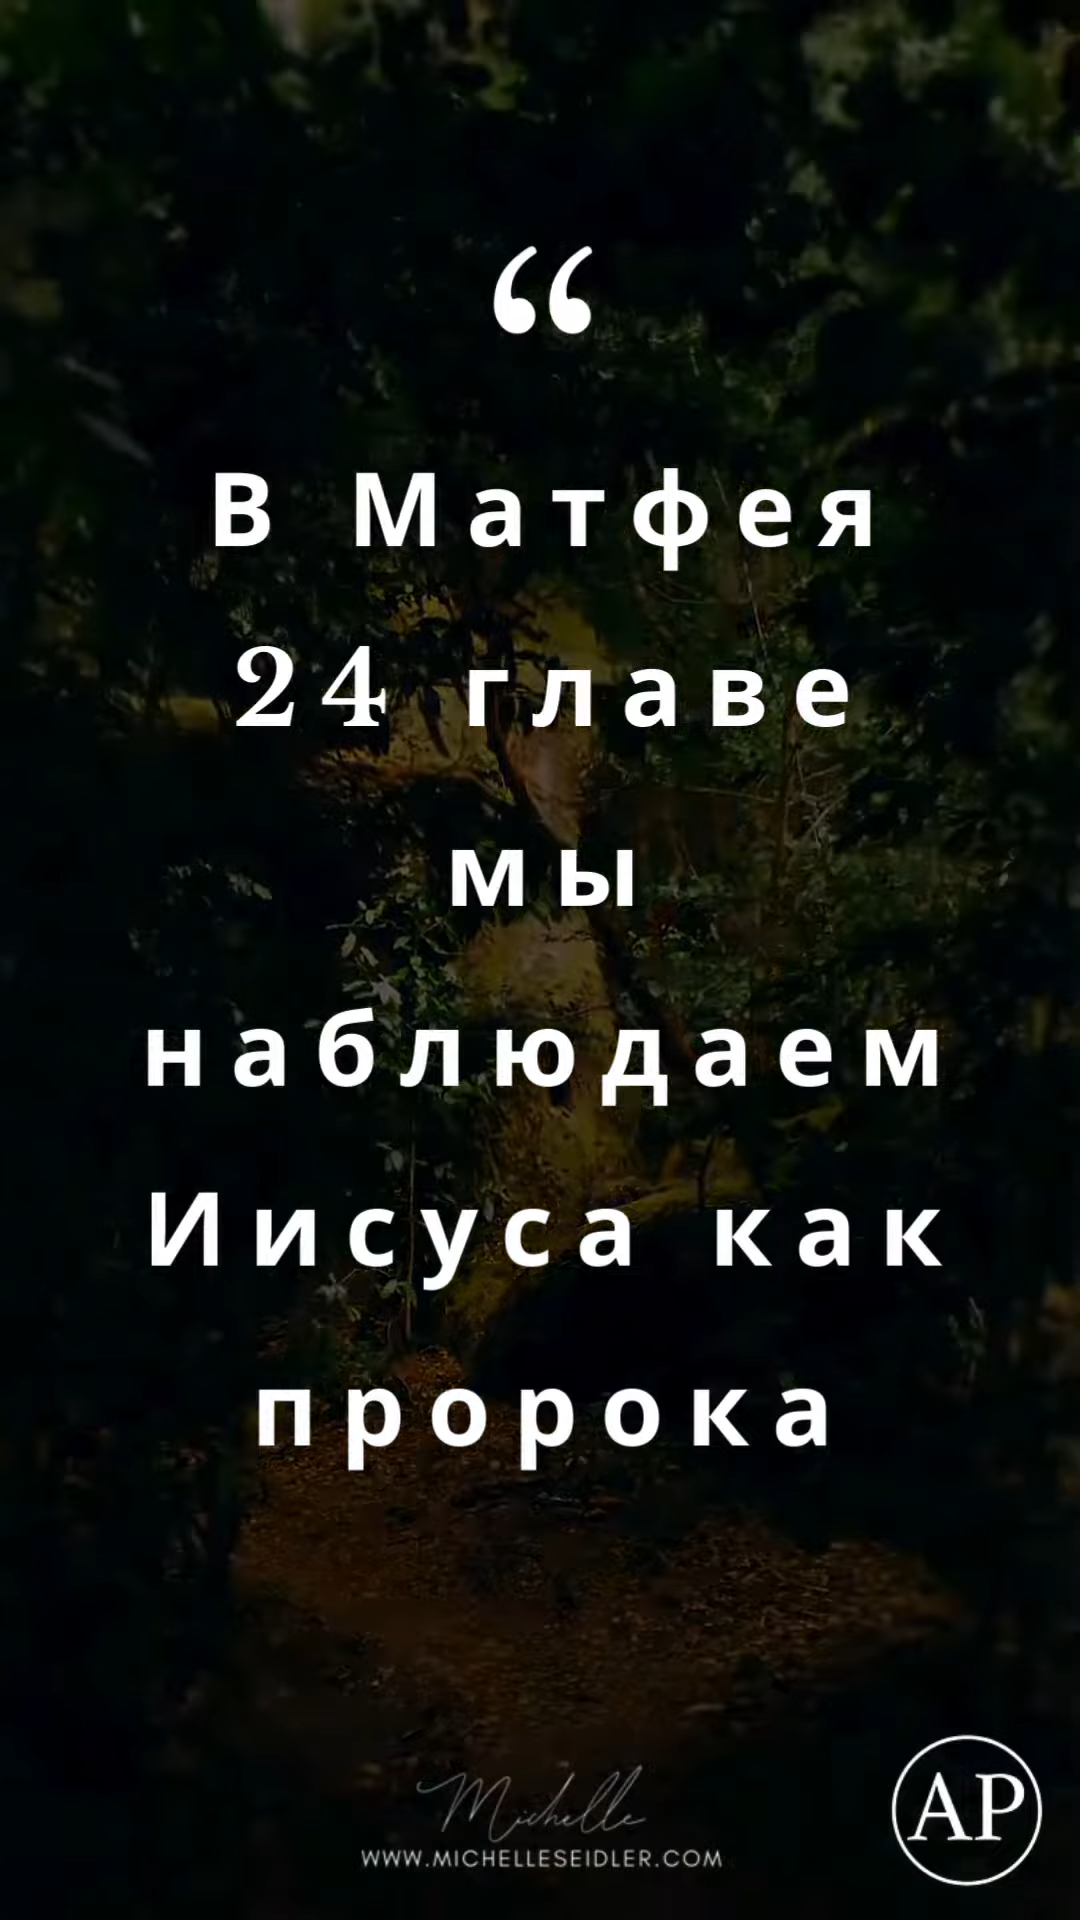 “
В Матфея
24 главе
мы
наблюдаем
Иисуса как
пророка
Michelle
WWW.MICHELLESEIDLER.COM
AP